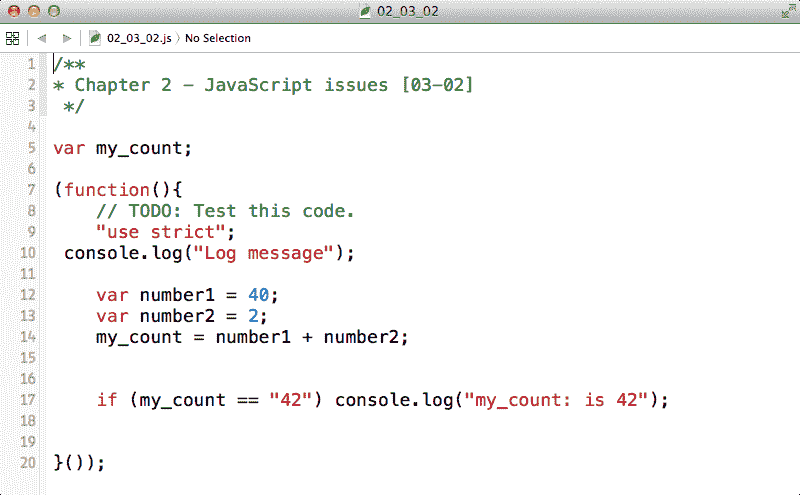 02_03_02
02_03_02.js 〉 No Selection
1 /**
2 * Chapter 2 - JavaScript issues [03-02]
3  */
4
5 var my_count;
6
7 (function(){
8     // TODO: Test this code.
9     "use strict";
10  console.log("Log message");
11
12     var number1 = 40;
13     var number2 = 2;
14     my_count = number1 + number2;
15
16
17     if (my_count == "42") console.log("my_count: is 42");
18
19
20 }());